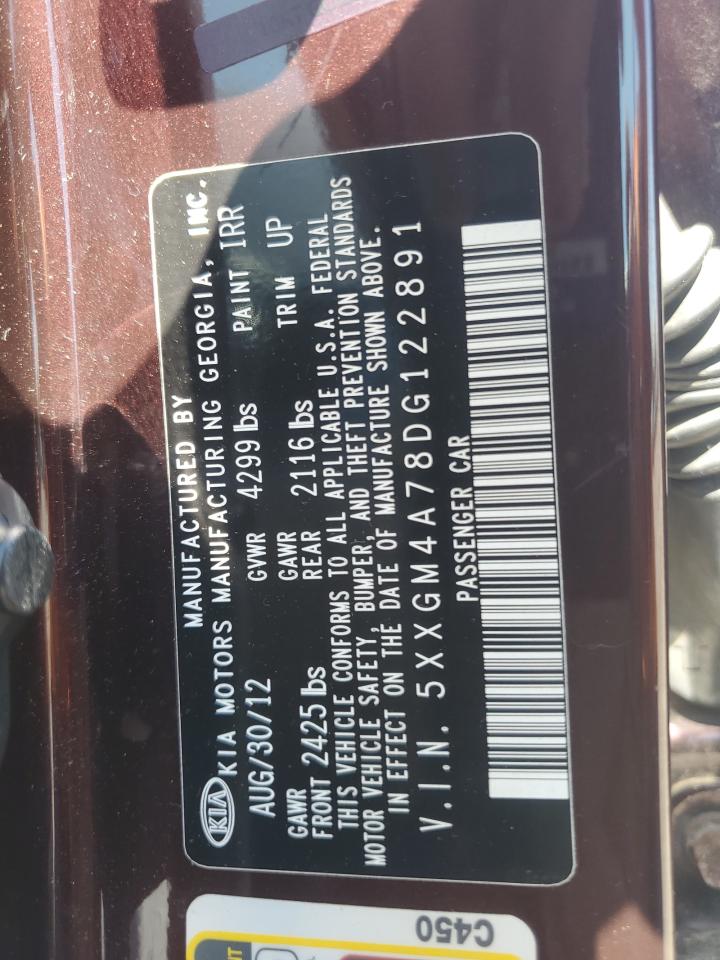 MANUFACTURED BY
KIA KIA MOTORS MANUFACTURING GEORGIA, INC.
AUG/30/12 GVWR 4299 lbs PAINT IRR
GAWR FRONT 2425 lbs GAWR REAR 2116 lbs TRIM UP
THIS VEHICLE CONFORMS TO ALL APPLICABLE U.S.A. FEDERAL
MOTOR VEHICLE SAFETY, BUMPER, AND THEFT PREVENTION STANDARDS
IN EFFECT ON THE DATE OF MANUFACTURE SHOWN ABOVE.
V.I.N. 5XXGM4A78DG122891
PASSENGER CAR
C450